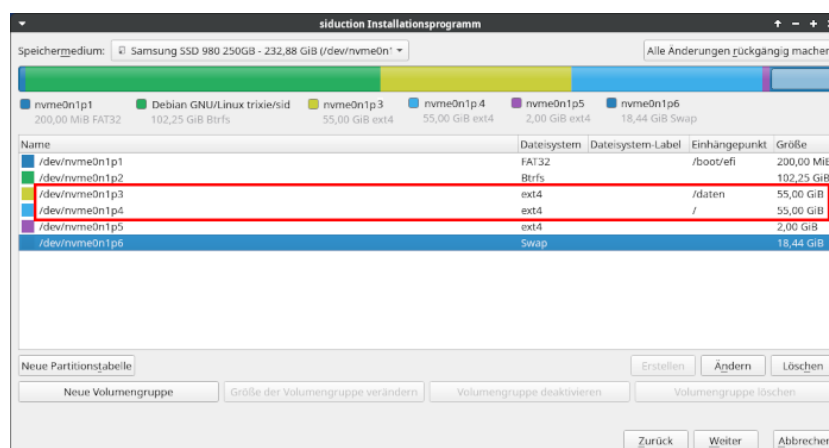 siduction Installationsprogramm
Speichermedium: Samsung SSD 980 250GB - 232,88 GiB (/dev/nvme0n1 Alle Änderungen rückgängig machen
nvme0n1p1 Debian GNU/Linux trixie/sid nvme0n1p3 nvme0n1p4 nvme0n1p5 nvme0n1p6
200,00 MiB FAT32 102,25 GiB Btrfs 55,00 GiB ext4 55,00 GiB ext4 2,00 GiB ext4 18,44 GiB Swap
Name Dateisystem Dateisystem-Label Einhängepunkt Größe
/dev/nvme0n1p1 FAT32 /boot/efi 200,00 MiB
/dev/nvme0n1p2 Btrfs 102,25 GiB
/dev/nvme0n1p3 ext4 /daten 55,00 GiB
/dev/nvme0n1p4 ext4 / 55,00 GiB
/dev/nvme0n1p5 ext4 2,00 GiB
/dev/nvme0n1p6 Swap 18,44 GiB
Neue Partitionstabelle Erstellen Ändern Löschen
Neue Volumengruppe Größe der Volumengruppe verändern Volumengruppe deaktivieren Volumengruppe löschen
Zurück Weiter Abbrechen